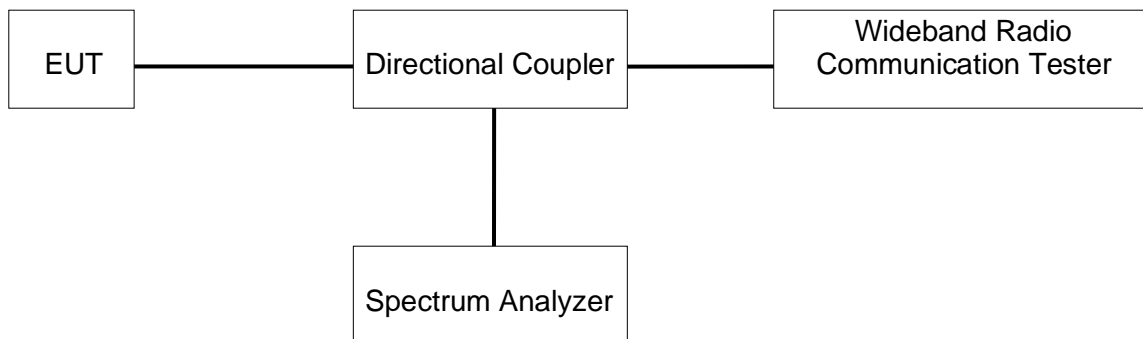 EUT
Directional Coupler
Wideband Radio
Communication Tester
Spectrum Analyzer